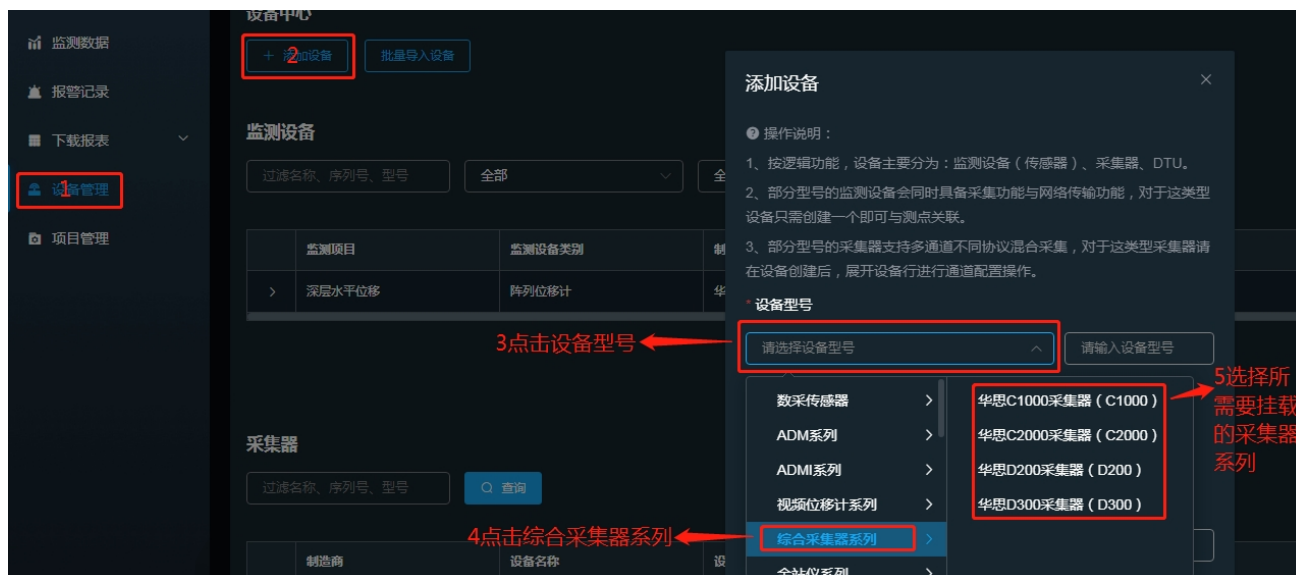 设备中心
监测数据
报警记录
下载报表
设备管理
1
项目管理
+ 添加设备
2
批量导入设备
监测设备
过滤名称、序列号、型号
全部
全
监测项目
监测设备类别
制
深层水平位移
阵列位移计
华
3点击设备型号
采集器
过滤名称、序列号、型号
查询
4点击综合采集器系列
制造商
设备名称
设
添加设备
操作说明：
1、按逻辑功能，设备主要分为：监测设备（传感器）、采集器、DTU。
2、部分型号的监测设备会同时具备采集功能与网络传输功能，对于这类型
设备只需创建一个即可与测点关联。
3、部分型号的采集器支持多通道不同协议混合采集，对于这类型采集器请
在设备创建后，展开设备行进行通道配置操作。
* 设备型号
请选择设备型号
请输入设备型号
数采传感器
ADM系列
ADMI系列
视频位移计系列
综合采集器系列
全站仪系列
华思C1000采集器（C1000）
华思C2000采集器（C2000）
华思D200采集器（D200）
华思D300采集器（D300）
5选择所
需要挂载
的采集器
系列